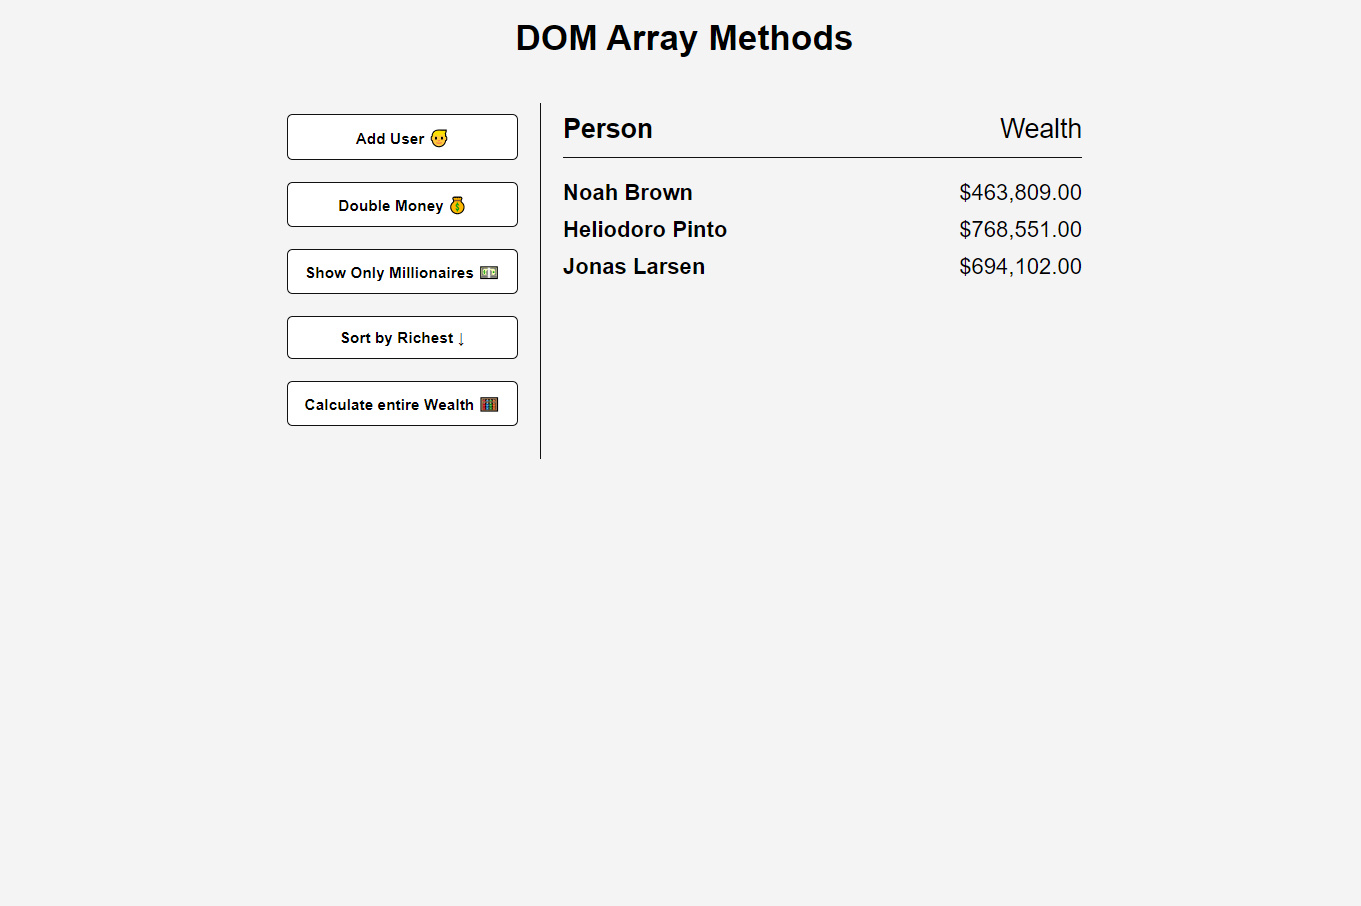 DOM Array Methods
Add User 👱
Double Money 💰
Show Only Millionaires 💵
Sort by Richest ↓
Calculate entire Wealth 🧮
Person Wealth
Noah Brown $463,809.00
Heliodoro Pinto $768,551.00
Jonas Larsen $694,102.00